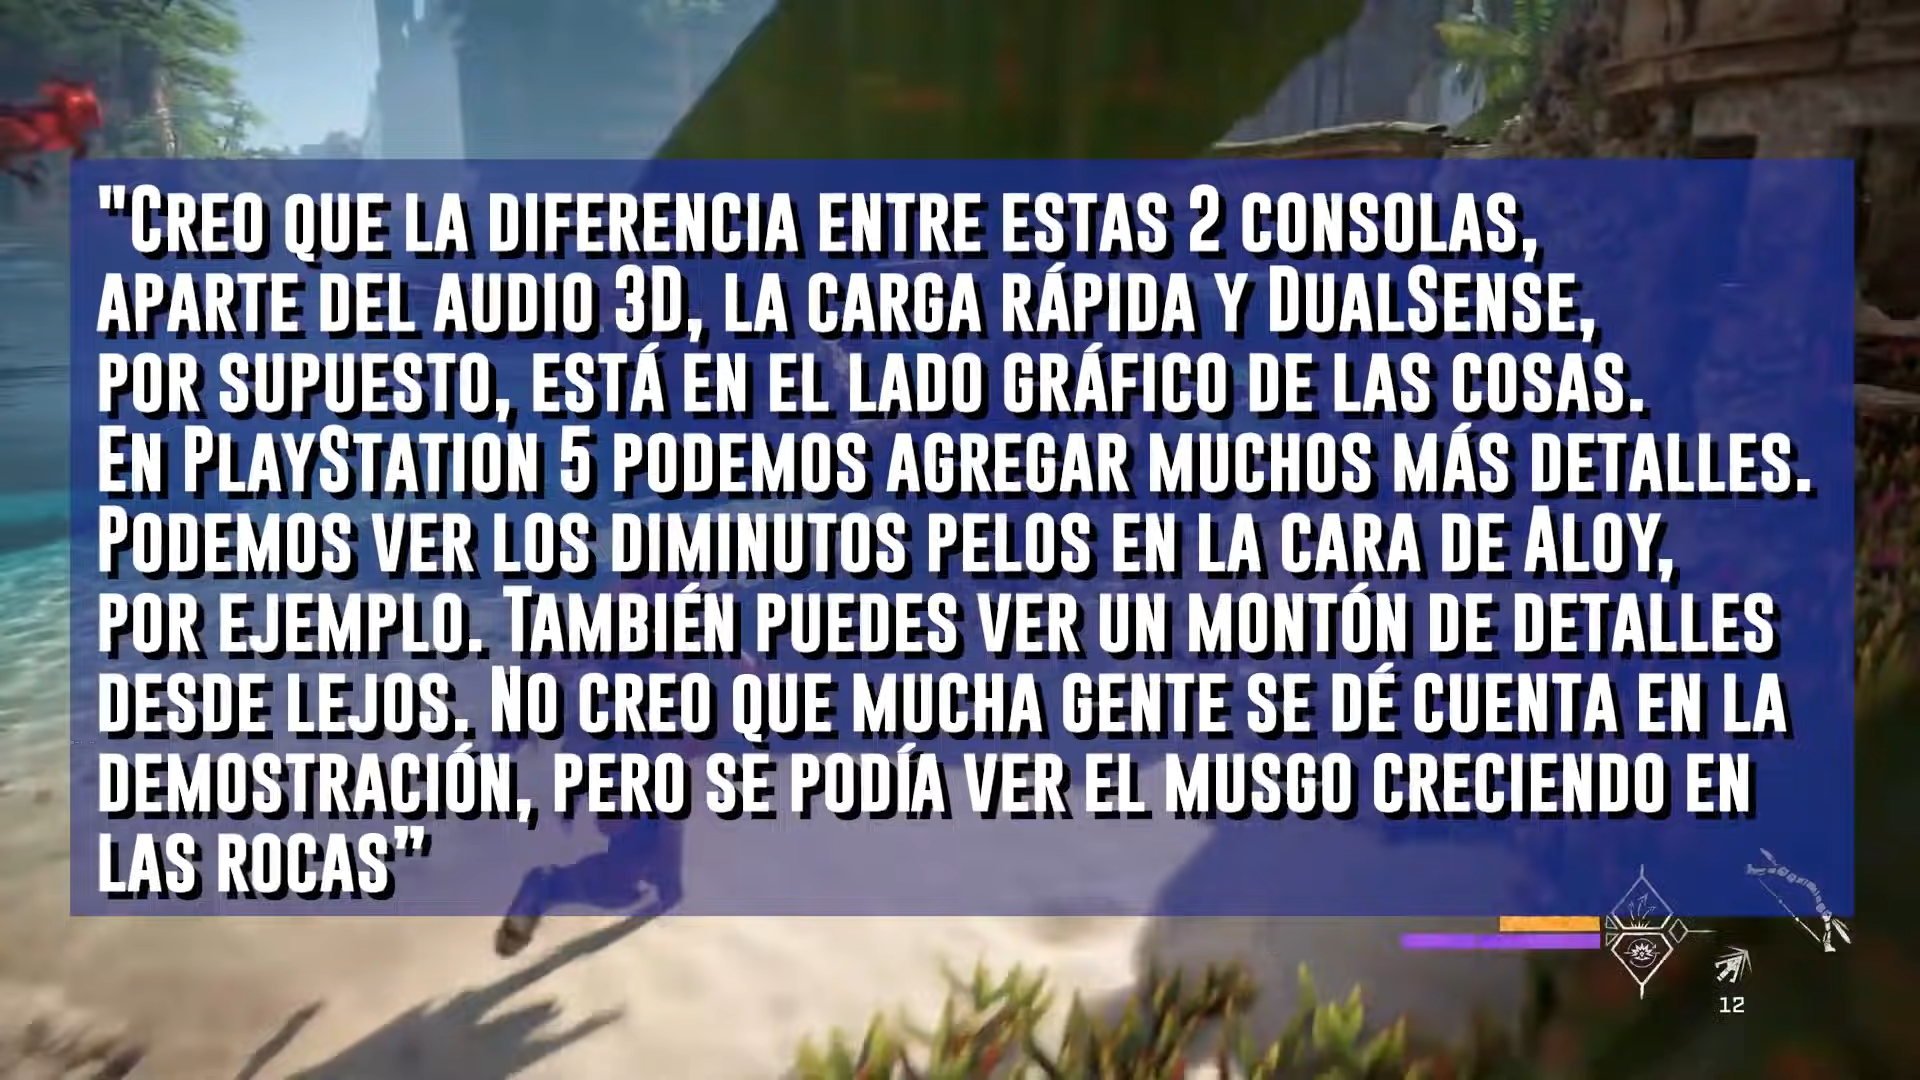 "Creo que la diferencia entre estas 2 consolas,
aparte del audio 3D, la carga rápida y DualSense,
por supuesto, está en el lado gráfico de las cosas.
En PlayStation 5 podemos agregar muchos más detalles.
Podemos ver los diminutos pelos en la cara de Aloy,
por ejemplo. También puedes ver un montón de detalles
desde lejos. No creo que mucha gente se dé cuenta en la
demostración, pero se podía ver el musgo creciendo en
las rocas”
12